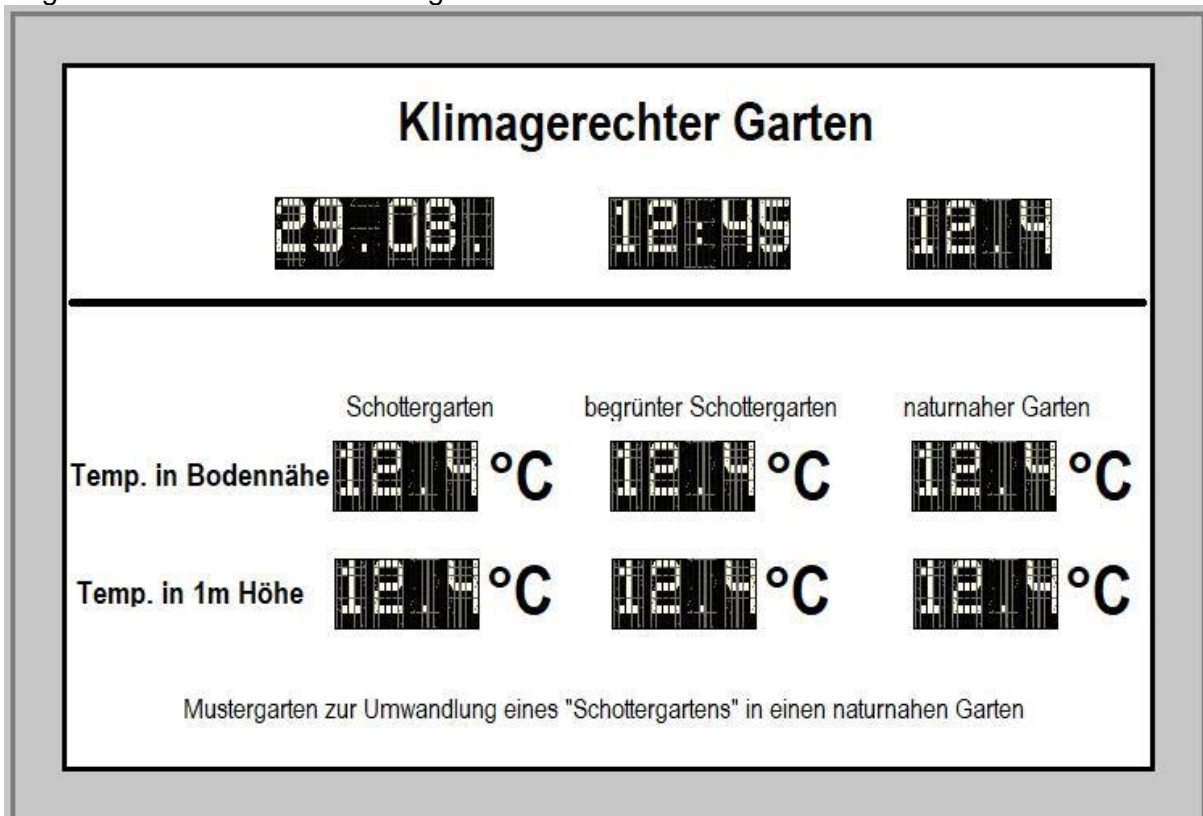 Klimagerechter Garten
29.08. 12:45 12.4
Schottergarten begrünter Schottergarten naturnaher Garten
Temp. in Bodennähe 12.4 °C 12.4 °C 12.4 °C
Temp. in 1m Höhe 12.4 °C 12.4 °C 12.4 °C
Mustergarten zur Umwandlung eines "Schottergartens" in einen naturnahen Garten